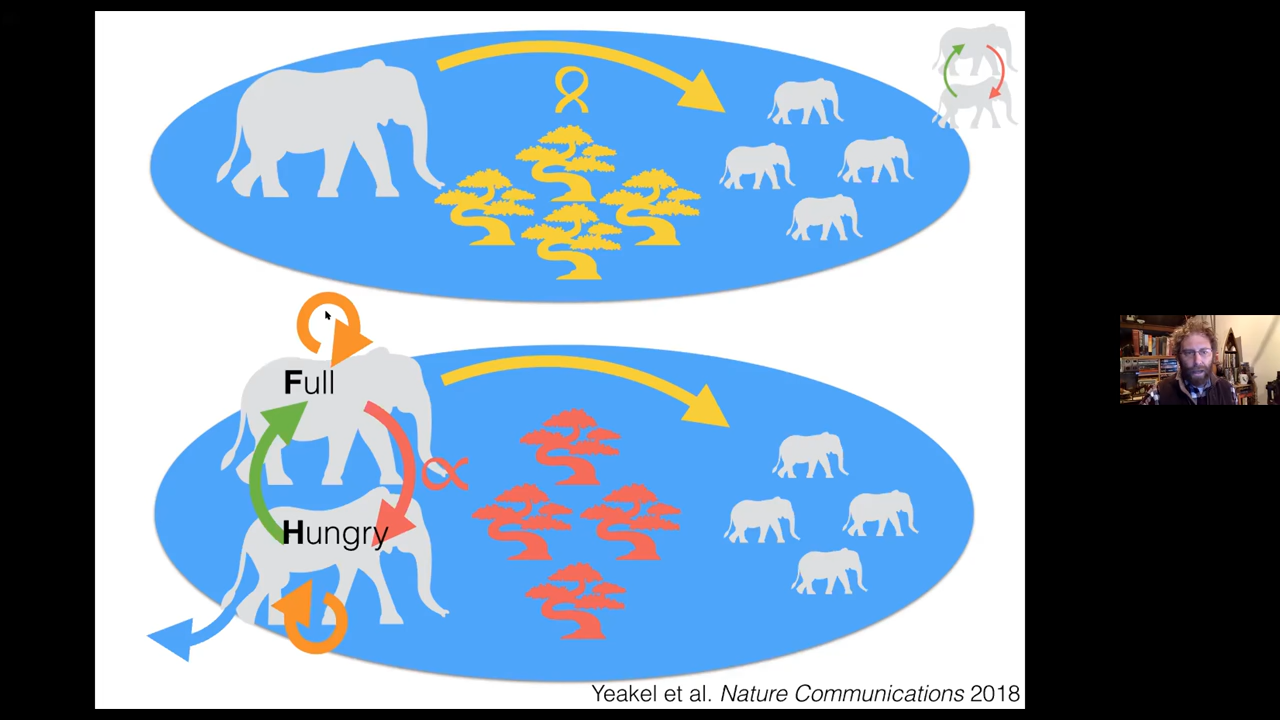 ∝
Full
∝
Hungry
Yeakel et al. Nature Communications 2018